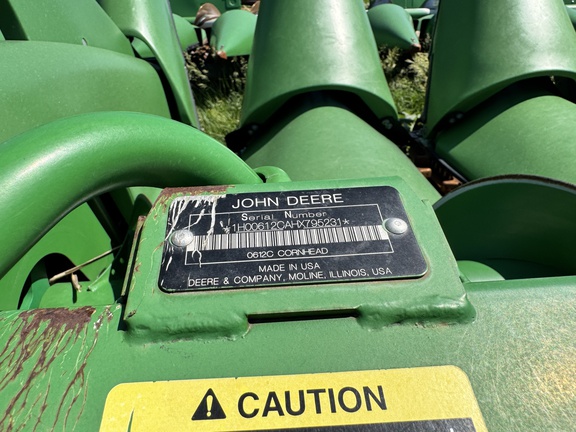 JOHN DEERE
Serial Number
*1H00612CAHX795231*
0612C CORNHEAD
MADE IN USA
DEERE & COMPANY, MOLINE, ILLINOIS, USA
CAUTION